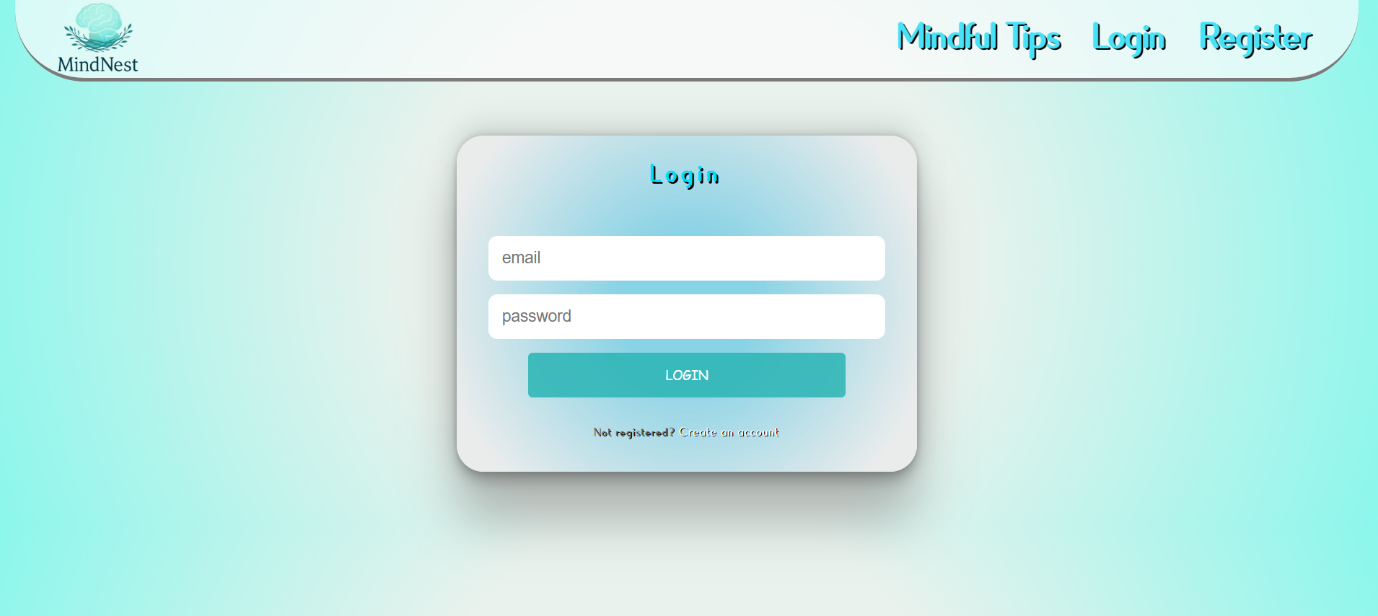 MindNest
Mindful Tips Login Register
Login
email
password
LOGIN
Not registered? Create an account